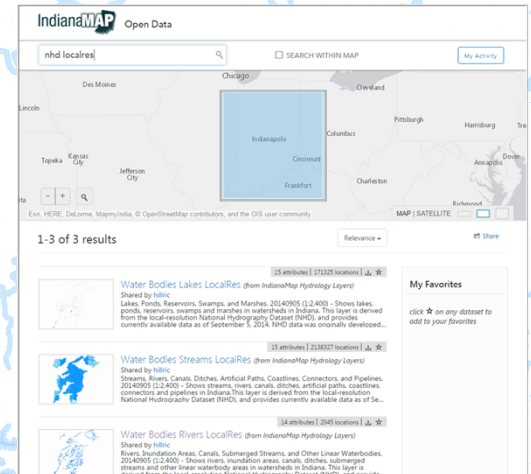 IndianaMAP Open Data
nhd localres
SEARCH WITHIN MAP
My Activity
Des Moines
Chicago
Cleveland
Lincoln
Pittsburgh
Harrisburg
Indianapolis
Columbus
Topeka
Kansas
City
Cincinnati
Annapolis
Dover
Jefferson
City
Frankfort
Charleston
Richmond
Esri, HERE, DeLorme, MapmyIndia, © OpenStreetMap contributors, and the GIS user community
MAP | SATELLITE
1-3 of 3 results
Relevance
Share
15 attributes | 171325 locations
Water Bodies Lakes LocalRes (from IndianaMap Hydrology Layers)
Shared by hillric
Lakes, Ponds, Reservoirs, Swamps, and Marshes, 20140905 (1:2,400) - Shows lakes,
ponds, reservoirs, swamps and marshes in watersheds in Indiana. This layer is derived
from the local-resolution National Hydrography Dataset (NHD), and provides
currently available data as of September 5, 2014. NHD data was originally developed...
My Favorites
click ☆ on any dataset to
add to your favorites
15 attributes | 2138327 locations
Water Bodies Streams LocalRes (from IndianaMap Hydrology Layers)
Shared by hillric
Streams, Rivers, Canals, Ditches, Artificial Paths, Coastlines, Connectors, and Pipelines,
20140905 (1:2,400) - Shows streams, rivers, canals, ditches, artificial paths, coastlines,
connectors and pipelines in Indiana.This layer is derived from the local-resolution
National Hydrography Dataset (NHD), and provides currently available data as of Se...
14 attributes | 2045 locations
Water Bodies Rivers LocalRes (from IndianaMap Hydrology Layers)
Shared by hillric
Rivers, Inundation Areas, Canals, Submerged Streams, and Other Linear Waterbodies,
20140905 (1:2,400) - Shows rivers, inundation areas, canals, ditches, submerged
streams and other linear waterbody areas in watersheds in Indiana. This layer is